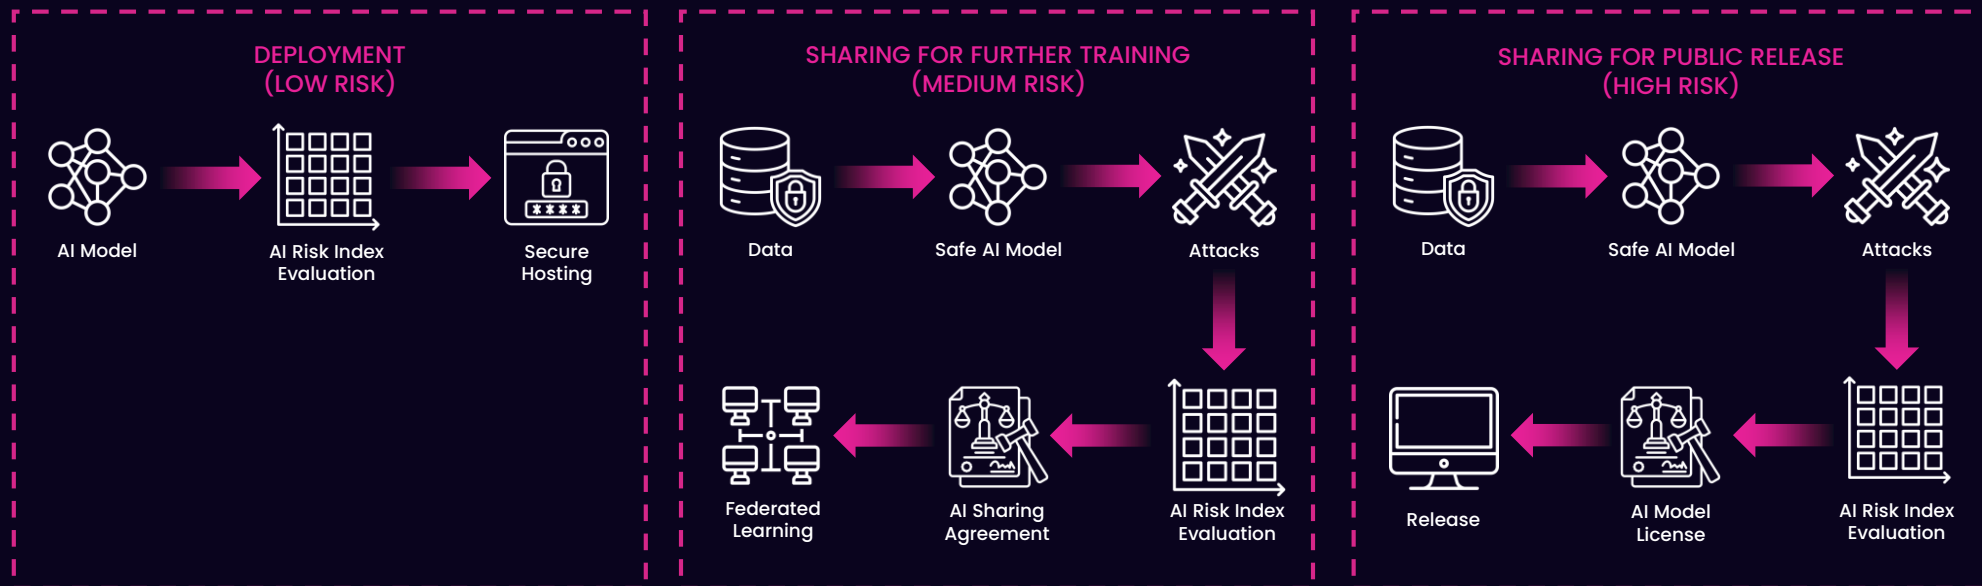 DEPLOYMENT
(LOW RISK)
AI Model
AI Risk Index
Evaluation
****
Secure
Hosting
SHARING FOR FURTHER TRAINING
(MEDIUM RISK)
Data
Safe AI Model
Attacks
AI Risk Index
Evaluation
AI Sharing
Agreement
Federated
Learning
SHARING FOR PUBLIC RELEASE
(HIGH RISK)
Data
Safe AI Model
Attacks
AI Risk Index
Evaluation
AI Model
License
Release